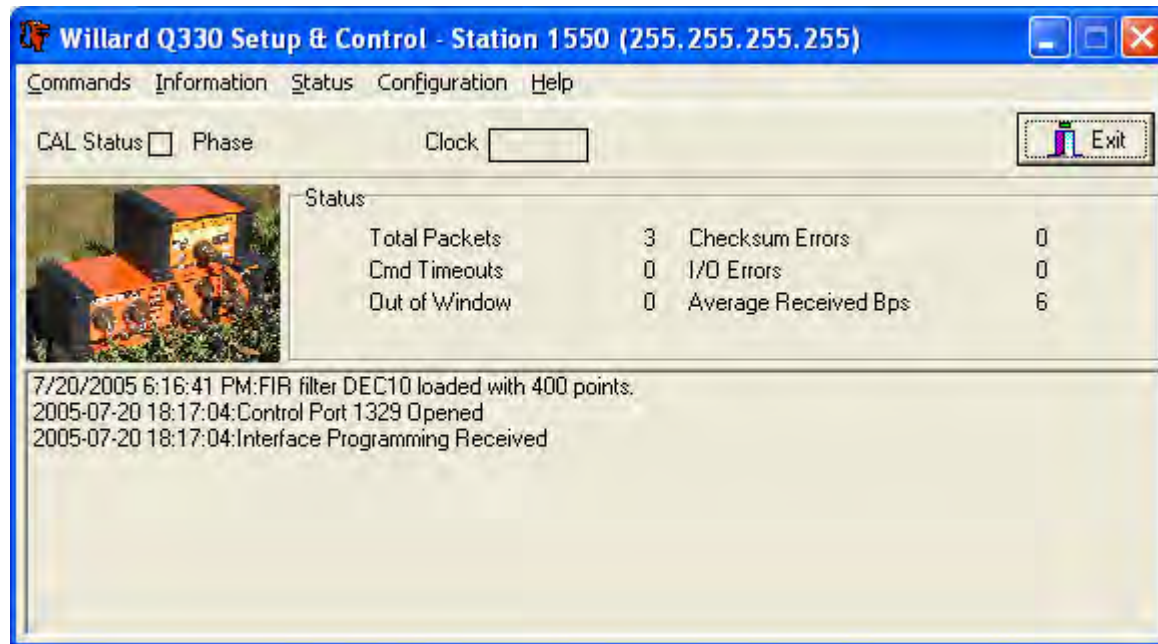 Willard Q330 Setup & Control - Station 1550 (255.255.255.255)
Commands Information Status Configuration Help
CAL Status Phase Clock Exit
Status
Total Packets 3 Checksum Errors 0
Cmd Timeouts 0 I/O Errors 0
Out of Window 0 Average Received Bps 6
7/20/2005 6:16:41 PM:FIR filter DEC10 loaded with 400 points.
2005-07-20 18:17:04:Control Port 1329 Opened
2005-07-20 18:17:04:Interface Programming Received